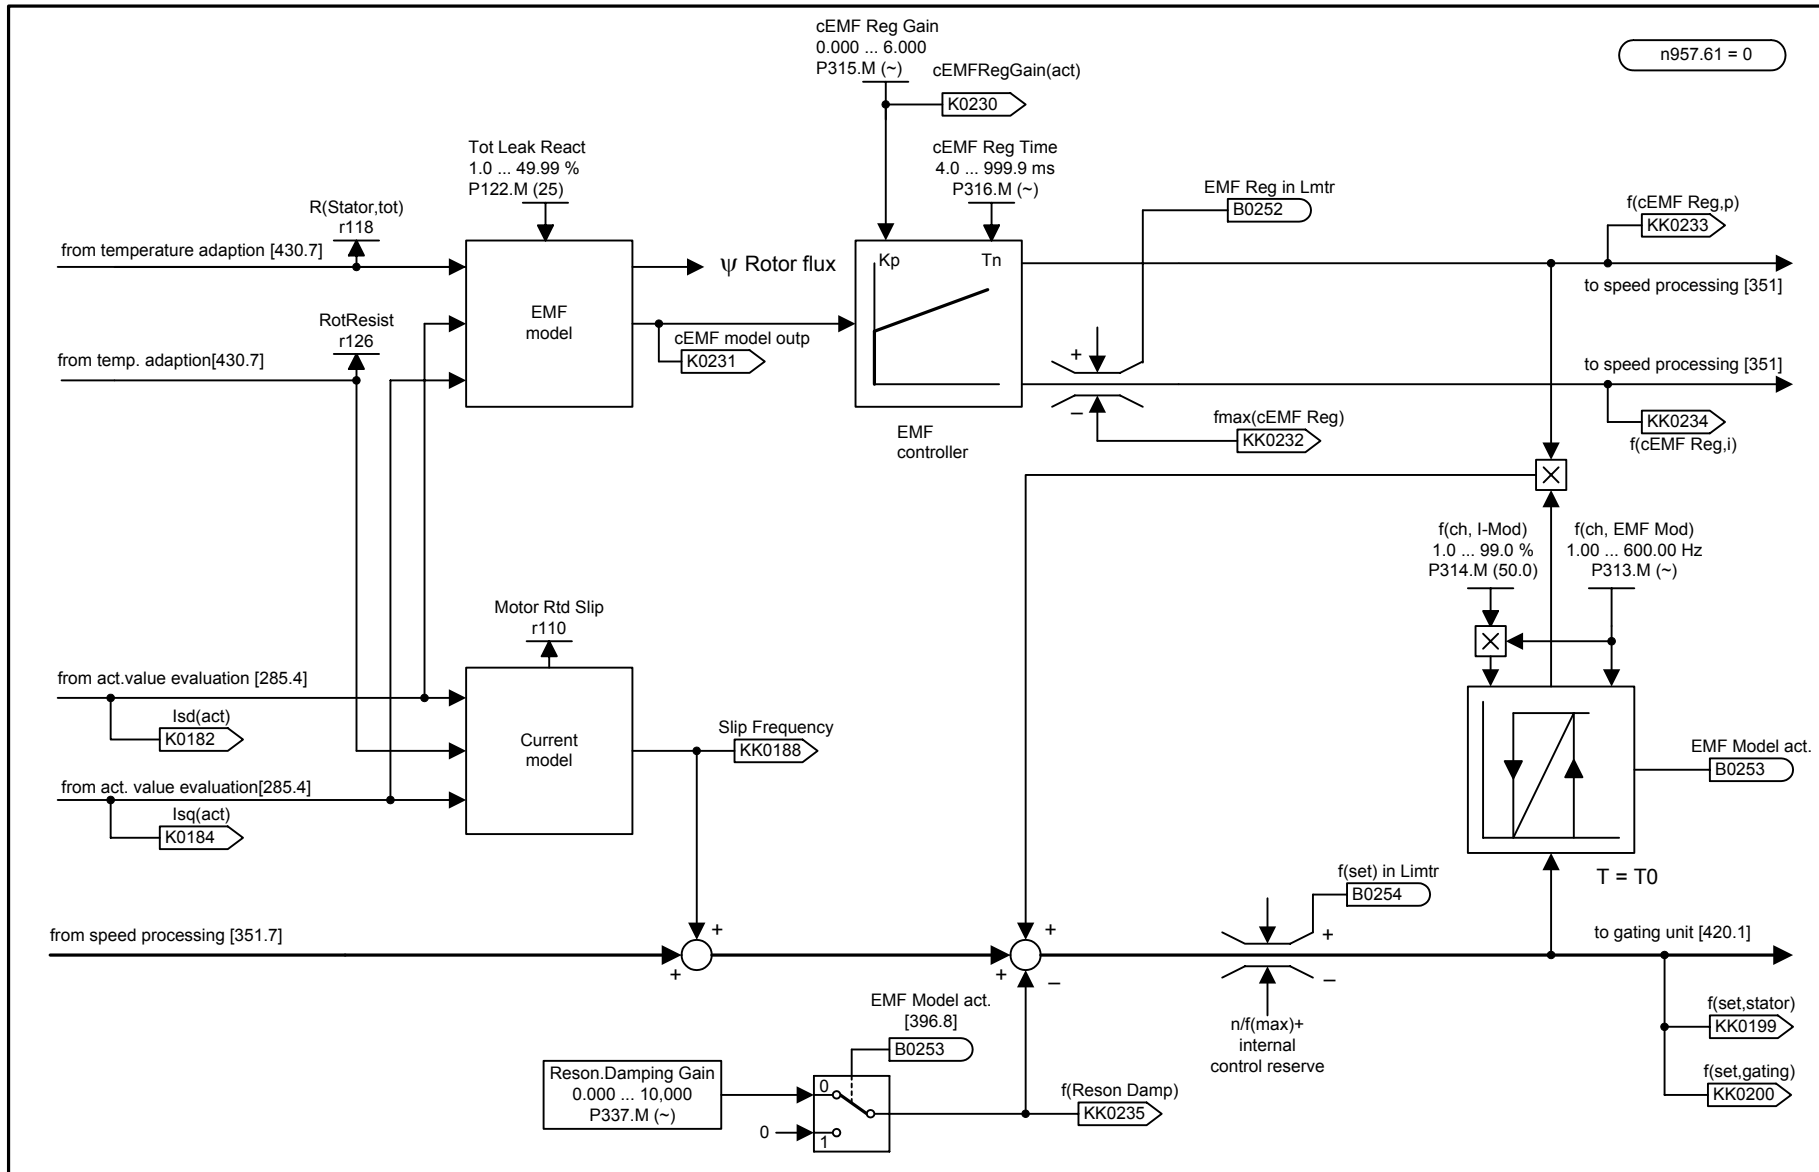 cEMF Reg Gain
0.000 ... 6.000
P315.M (~)
cEMFRegGain(act)
K0230
n957.61 = 0
Tot Leak React
1.0 ... 49.99 %
P122.M (25)
cEMF Reg Time
4.0 ... 999.9 ms
P316.M (~)
EMF Reg in Lmtr
B0252
R(Stator,tot)
r118
from temperature adaption [430.7]
f(cEMF Reg,p)
KK0233
ψ Rotor flux
Kp
Tn
to speed processing [351]
EMF
model
RotResist
r126
cEMF model outp
K0231
from temp. adaption[430.7]
+
–
to speed processing [351]
fmax(cEMF Reg)
KK0232
KK0234
f(cEMF Reg,i)
EMF
controller
f(ch, I-Mod)
1.0 ... 99.0 %
P314.M (50.0)
f(ch, EMF Mod)
1.00 ... 600.00 Hz
P313.M (~)
Motor Rtd Slip
r110
from act.value evaluation [285.4]
Isd(act)
K0182
Current
model
Slip Frequency
KK0188
EMF Model act.
B0253
from act. value evaluation[285.4]
Isq(act)
K0184
T = T0
f(set) in Limtr
B0254
from speed processing [351.7]
+
+
+
+
–
+
–
to gating unit [420.1]
EMF Model act.
[396.8]
B0253
n/f(max)+
internal
control reserve
f(set,stator)
KK0199
Reson.Damping Gain
0.000 ... 10,000
P337.M (~)
0
0
1
f(Reson Damp)
KK0235
f(set,gating)
KK0200